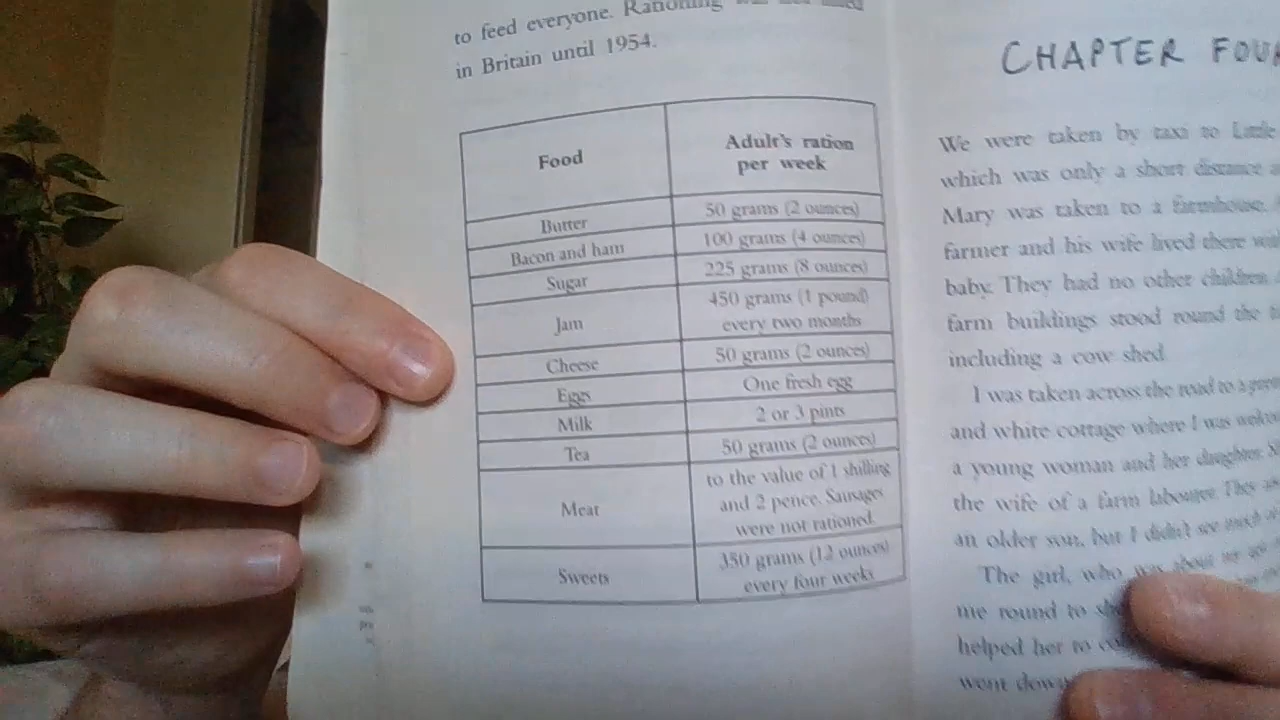 to feed everyone. Rationing
in Britain until 1954.
Food
Adult's ration
per week
Butter
50 grams (2 ounces)
Bacon and ham
100 grams (4 ounces)
Sugar
225 grams (8 ounces)
Jam
450 grams (1 pound)
every two months
Cheese
50 grams (2 ounces)
Eggs
One fresh egg
Milk
2 or 3 pints
Tea
50 grams (2 ounces)
Meat
to the value of 1 shilling
and 2 pence. Sausages
were not rationed.
Sweets
350 grams (12 ounces)
every four weeks
CHAPTER
We were taken by taxi to Little
which was only a short distance
Mary was taken to a farmhouse.
farmer and his wife lived there
baby. They had no other children
farm buildings stood round the
including a cow shed.
I was taken across the road to a
and white cottage where I was
a young woman and her daughter.
the wife of a farm labourer. They
an older son, but I didn't see much
The girl, who was about my
me round to
helped her to
went down